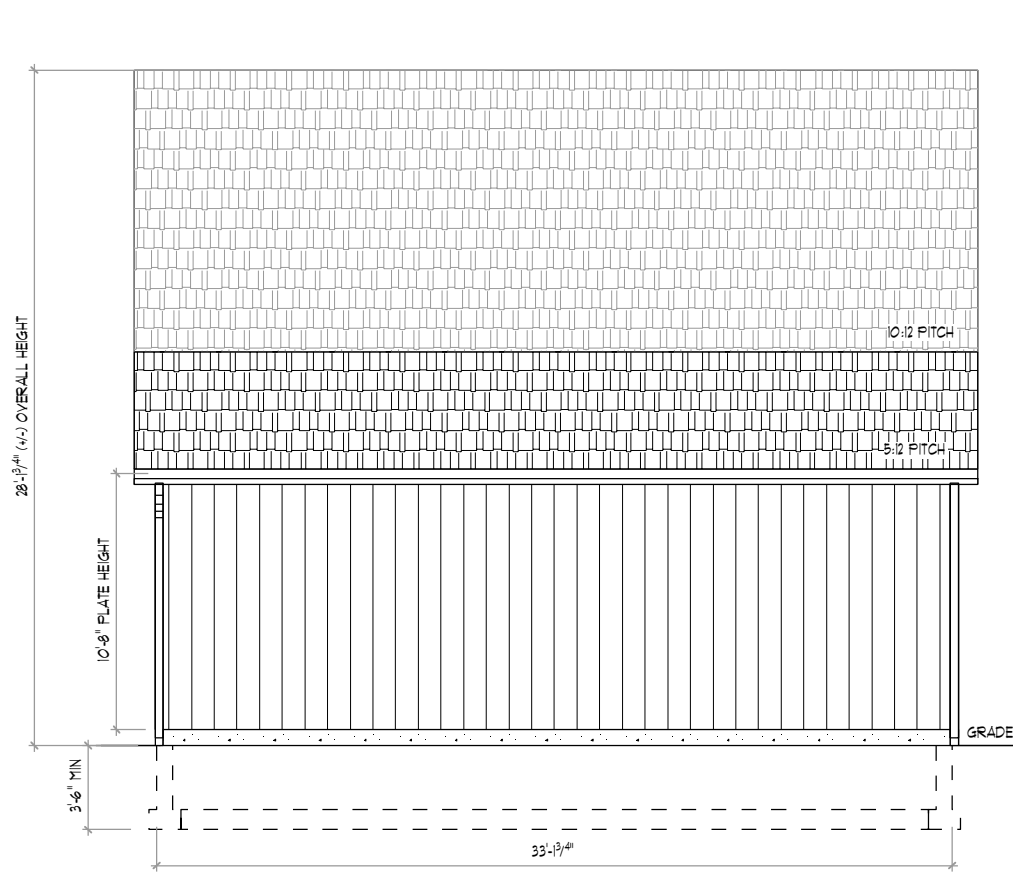 10:12 PITCH
28'-1 3/4" (+/-) OVERALL HEIGHT
5:12 PITCH
10'-8" PLATE HEIGHT
GRADE
3'-6" MIN
33'-1 3/4"